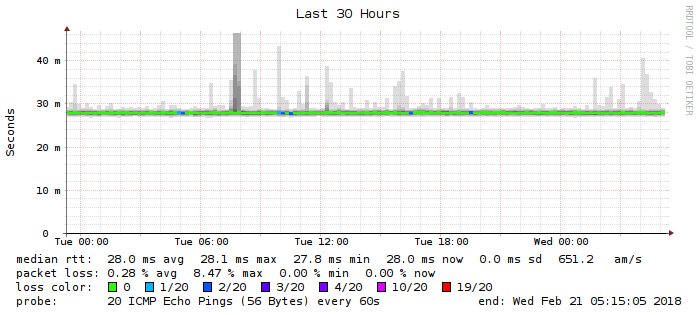 Last 30 Hours
RRDTOOL / TOBI OETIKER
Seconds
40 m
30 m
20 m
10 m
0
Tue 00:00 Tue 06:00 Tue 12:00 Tue 18:00 Wed 00:00
median rtt: 28.0 ms avg 28.1 ms max 27.8 ms min 28.0 ms now 0.0 ms sd 651.2 am/s
packet loss: 0.28 % avg 8.47 % max 0.00 % min 0.00 % now
loss color: 0 1/20 2/20 3/20 4/20 10/20 19/20
probe: 20 ICMP Echo Pings (56 Bytes) every 60s end: Wed Feb 21 05:15:05 2018